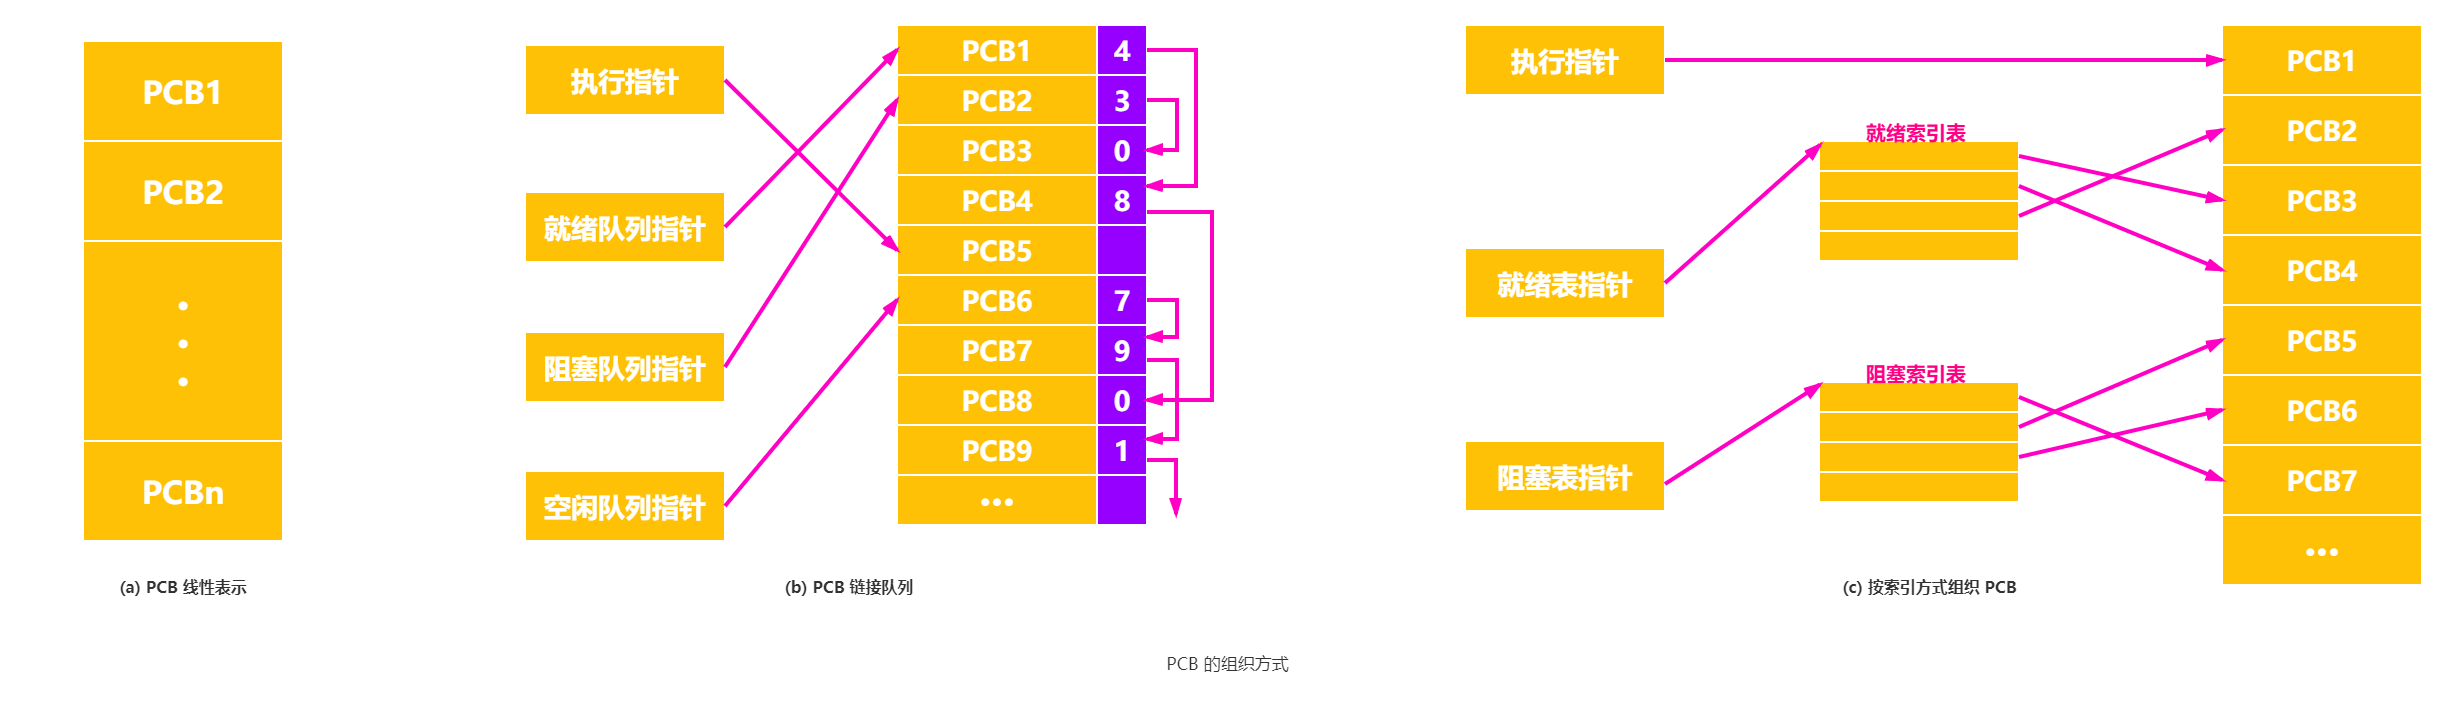 PCB1
PCB2
PCBn
(a) PCB 线性表示
执行指针
就绪队列指针
阻塞队列指针
空闲队列指针
PCB1 4
PCB2 3
PCB3 0
PCB4 8
PCB5
PCB6 7
PCB7 9
PCB8 0
PCB9 1
...
(b) PCB 链接队列
执行指针
就绪表指针
阻塞表指针
就绪索引表
阻塞索引表
PCB1
PCB2
PCB3
PCB4
PCB5
PCB6
PCB7
...
(c) 按索引方式组织 PCB
PCB 的组织方式